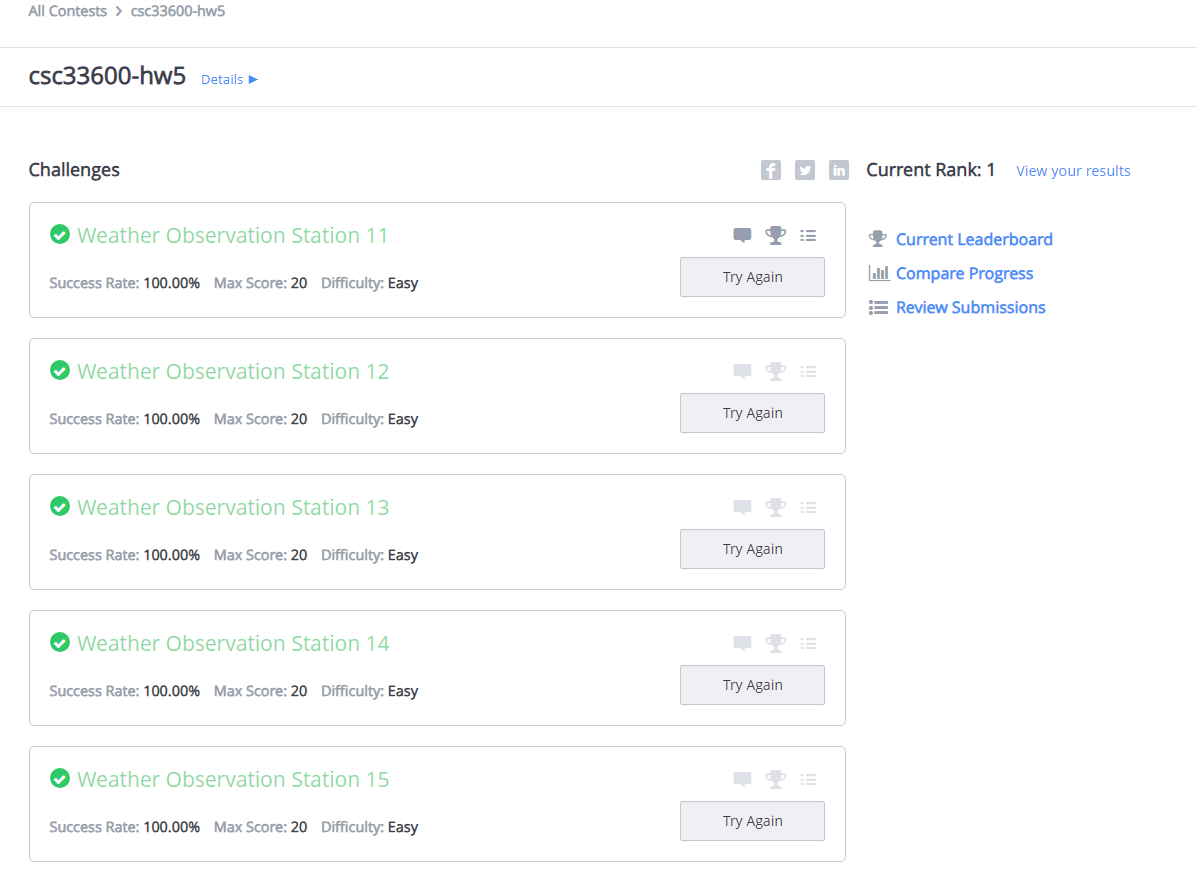 All Contests > csc33600-hw5
csc33600-hw5 Details ▶
Challenges
Current Rank: 1 View your results
Weather Observation Station 11
Success Rate: 100.00% Max Score: 20 Difficulty: Easy
Try Again
Current Leaderboard
Compare Progress
Review Submissions
Weather Observation Station 12
Success Rate: 100.00% Max Score: 20 Difficulty: Easy
Try Again
Weather Observation Station 13
Success Rate: 100.00% Max Score: 20 Difficulty: Easy
Try Again
Weather Observation Station 14
Success Rate: 100.00% Max Score: 20 Difficulty: Easy
Try Again
Weather Observation Station 15
Success Rate: 100.00% Max Score: 20 Difficulty: Easy
Try Again